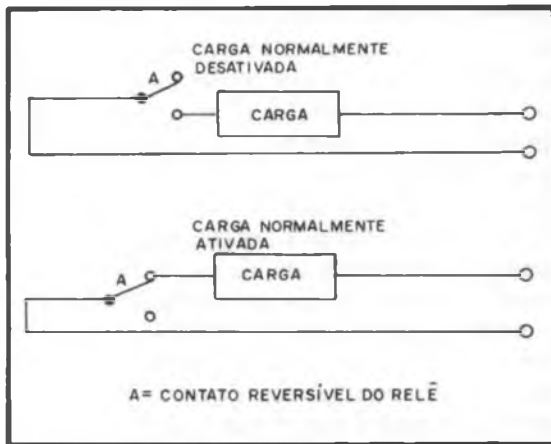 CARGA NORMALMENTE
DESATIVADA
A
CARGA
CARGA NORMALMENTE
ATIVADA
A
CARGA
A= CONTATO REVERSÍVEL DO RELÊ